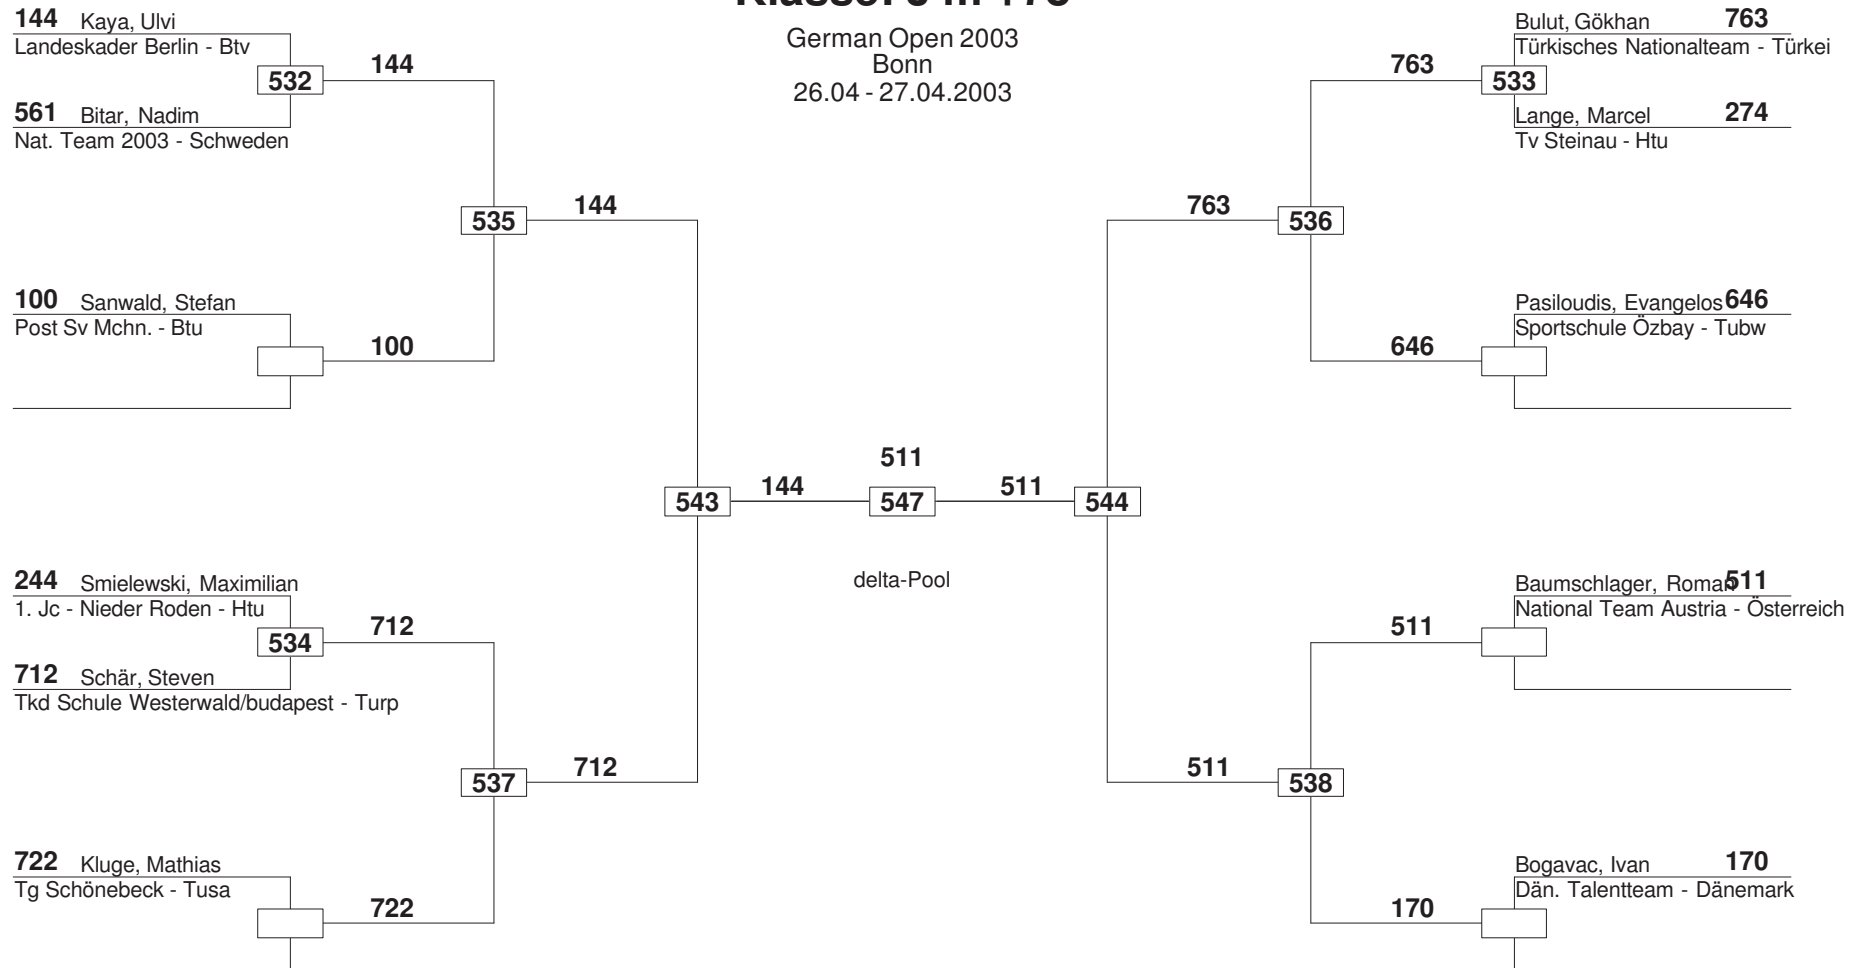 German Open 2003
Bonn
26.04 - 27.04.2003
144 Kaya, Ulvi
Landeskader Berlin - Btv
532
144
561 Bitar, Nadim
Nat. Team 2003 - Schweden
535
144
100 Sanwald, Stefan
Post Sv Mchn. - Btu
100
543
144
511
547
delta-Pool
244 Smielewski, Maximilian
1. Jc - Nieder Roden - Htu
534
712
712 Schär, Steven
Tkd Schule Westerwald/budapest - Turp
537
712
722 Kluge, Mathias
Tg Schönebeck - Tusa
722
Bulut, Gökhan 763
Türkisches Nationalteam - Türkei
763
533
Lange, Marcel 274
Tv Steinau - Htu
763
536
Pasiloudis, Evangelos 646
Sportschule Özbay - Tubw
646
511
544
Baumschlager, Roman 511
National Team Austria - Österreich
511
511
538
Bogavac, Ivan 170
Dän. Talentteam - Dänemark
170